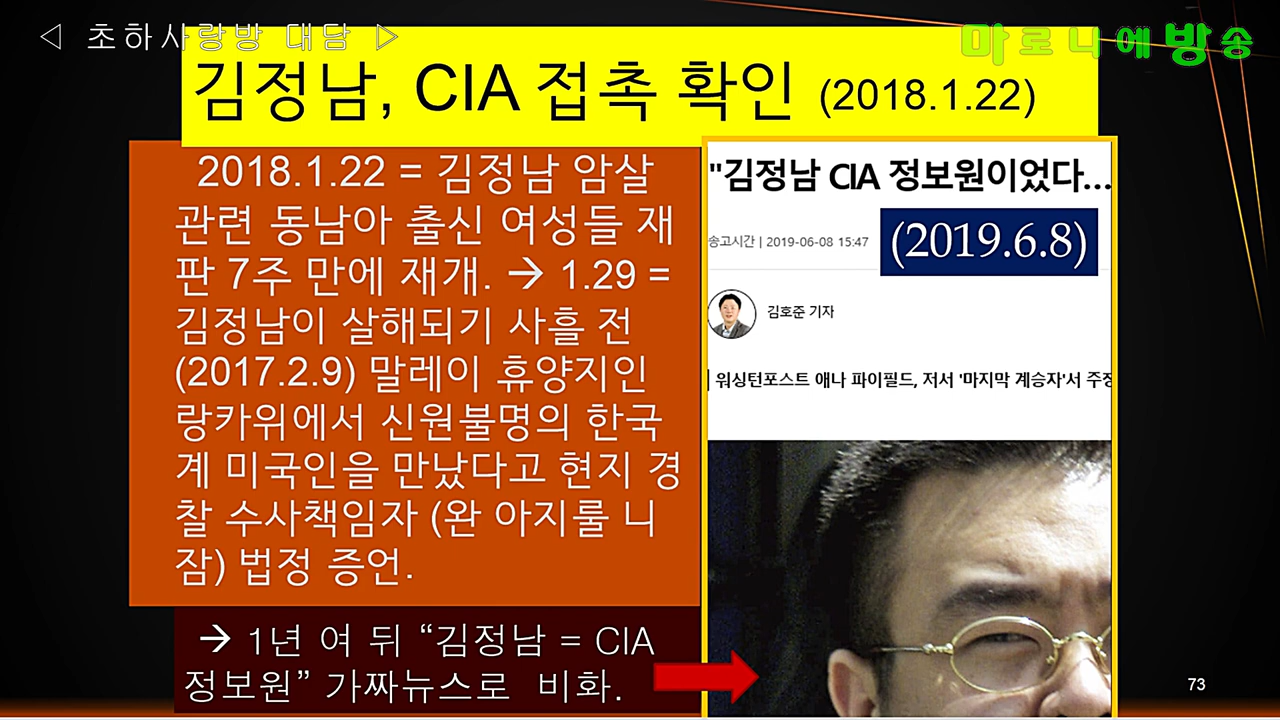 ◁ 초하사랑방 대담 ▷
마로니에방송
김정남, CIA 접촉 확인 (2018.1.22)
2018.1.22 = 김정남 암살
관련 동남아 출신 여성들 재
판 7주 만에 재개. → 1.29 =
김정남이 살해되기 사흘 전
(2017.2.9) 말레이 휴양지인
랑카위에서 신원불명의 한국
계 미국인을 만났다고 현지 경
찰 수사책임자 (완 아지룰 니
잠) 법정 증언.
→ 1년 여 뒤 “김정남 = CIA
정보원” 가짜뉴스로 비화.
"김정남 CIA 정보원이었다...
(2019.6.8)
송고시간 | 2019-06-08 15:47
김호준 기자
워싱턴포스트 애나 파이필드, 저서 '마지막 계승자'서 주장
73